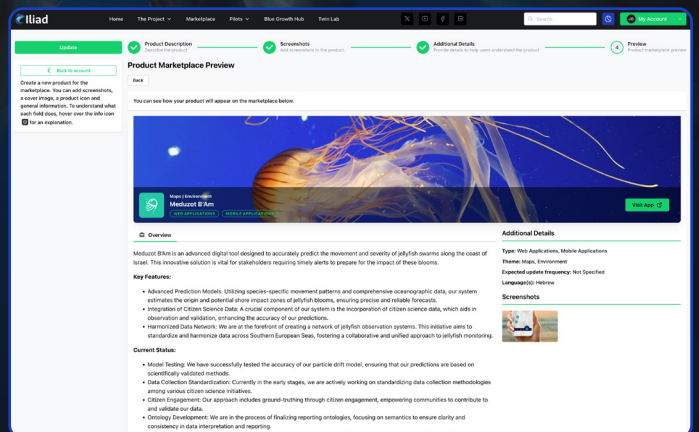 Iliad
Home
The Project
Marketplace
Pilots
Blue Growth Hub
Twin Lab
Search
My Account
Update
Product Description
Describe the product
Screenshots
Add screenshots to the product
Additional Details
Provide details to help users understand the product
4
Preview
Product marketplace preview
Back to account
Create a new product for the
marketplace. You can add screenshots,
a cover image, a product icon and
general information. To understand what
each field does, hover over the info icon
for an explanation.
Product Marketplace Preview
Back
You can see how your product will appear on the marketplace below.
Maps | Environment
Meduzot B'Am
WEB APPLICATIONS
MOBILE APPLICATIONS
Visit App
Overview
Meduzot B'Am is an advanced digital tool designed to accurately predict the movement and severity of jellyfish swarms along the coast of
Israel. This innovative solution is vital for stakeholders requiring timely alerts to prepare for the impact of these blooms.
Key Features:
• Advanced Prediction Models: Utilizing species-specific movement patterns and comprehensive oceanographic data, our system
estimates the origin and potential shore impact zones of jellyfish blooms, ensuring precise and reliable forecasts.
• Integration of Citizen Science Data: A crucial component of our system is the incorporation of citizen science data, which aids in
observation and validation, enhancing the accuracy of our predictions.
• Harmonized Data Network: We are at the forefront of creating a network of jellyfish observation systems. This initiative aims to
standardize and harmonize data across Southern European Seas, fostering a collaborative and unified approach to jellyfish monitoring.
Current Status:
• Model Testing: We have successfully tested the accuracy of our particle drift model, ensuring that our predictions are based on
scientifically validated methods.
• Data Collection Standardization: Currently in the early stages, we are actively working on standardizing data collection methodologies
among various citizen science initiatives.
• Citizen Engagement: Our approach includes ground-truthing through citizen engagement, empowering communities to contribute to
and validate our data.
• Ontology Development: We are in the process of finalizing reporting ontologies, focusing on semantics to ensure clarity and
consistency in data interpretation and reporting.
Additional Details
Type: Web Applications, Mobile Applications
Theme: Maps, Environment
Expected update frequency: Not Specified
Language(s): Hebrew
Screenshots